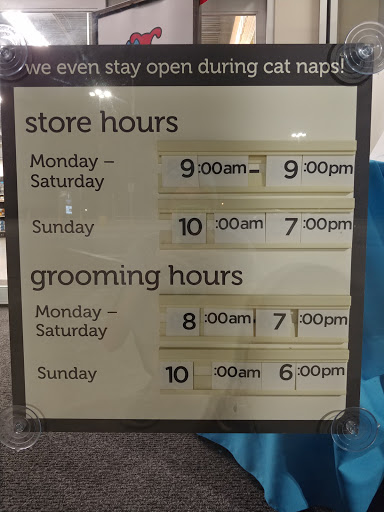 we even stay open during cat naps!
store hours
Monday – 9:00am - 9:00pm
Saturday
Sunday 10:00am 7:00pm
grooming hours
Monday – 8:00am - 7:00pm
Saturday
Sunday 10:00am 6:00pm